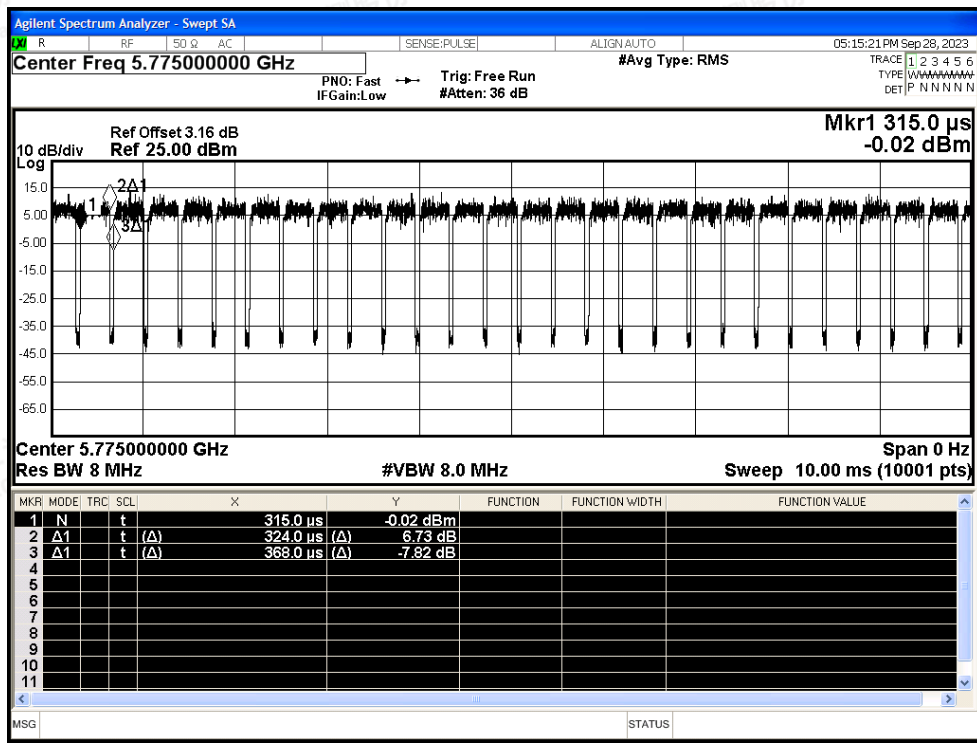 Agilent Spectrum Analyzer - Swept SA
LXI R RF 50 Ω AC SENSE:PULSE ALIGN AUTO 05:15:21 PM Sep 28, 2023
Center Freq 5.775000000 GHz
PNO: Fast
IFGain:Low
Trig: Free Run
#Atten: 36 dB
#Avg Type: RMS
TRACE 1 2 3 4 5 6
TYPE
DET P N N N N N
Mkr1 315.0 µs
-0.02 dBm
Ref Offset 3.16 dB
10 dB/div Ref 25.00 dBm
Log
15.0
5.00
-5.00
-15.0
-25.0
-35.0
-45.0
-55.0
-65.0
1
2Δ1
3Δ1
Center 5.775000000 GHz Span 0 Hz
Res BW 8 MHz #VBW 8.0 MHz Sweep 10.00 ms (10001 pts)
MKR MODE TRC SCL X Y FUNCTION FUNCTION WIDTH FUNCTION VALUE
1 N t 315.0 µs -0.02 dBm
2 Δ1 t (Δ) 324.0 µs (Δ) 6.73 dB
3 Δ1 t (Δ) 368.0 µs (Δ) -7.82 dB
4
5
6
7
8
9
10
11
MSG STATUS